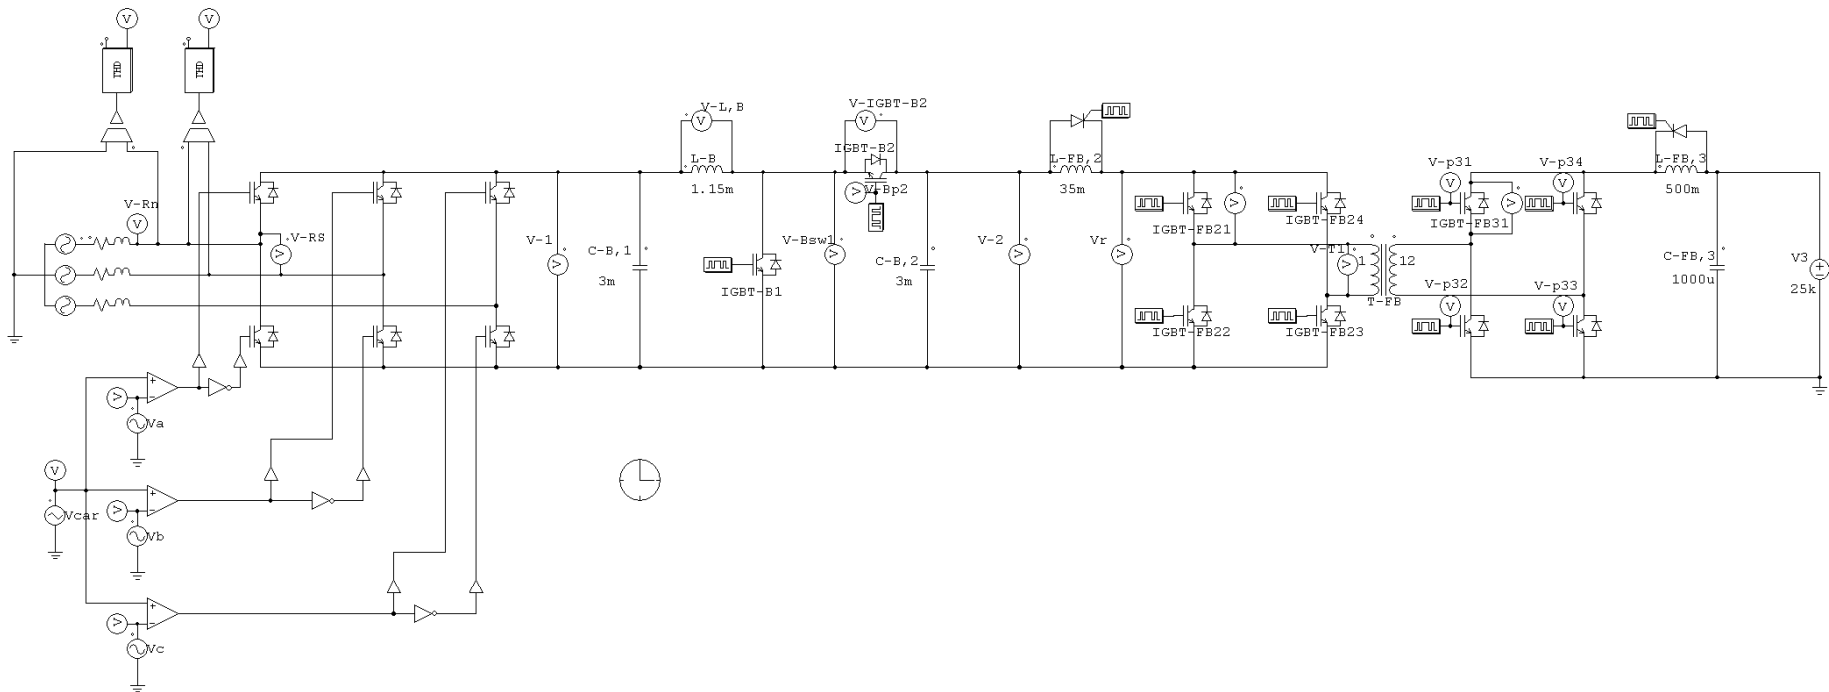 V
V
THD
THD
V-L,B
V
V-IGBT-B2
V
IGBT-B2
L-B
1.15m
V
V-Bp2
L-FB,2
35m
V-p31
V
V-p34
V
L-FB,3
500m
V-Rn
V
V-RS
V
V-1
V
C-B,1
3m
IGBT-B1
V-Bsw1
V
C-B,2
3m
V-2
V
Vr
V
V
IGBT-FB21
IGBT-FB24
V-T1
V
1
12
T-FB
IGBT-FB31
V
C-FB,3
1000u
V3
25k
V-p32
V
V-p33
V
IGBT-FB22
IGBT-FB23
V
Va
V
Vcar
V
Vb
V
Vc